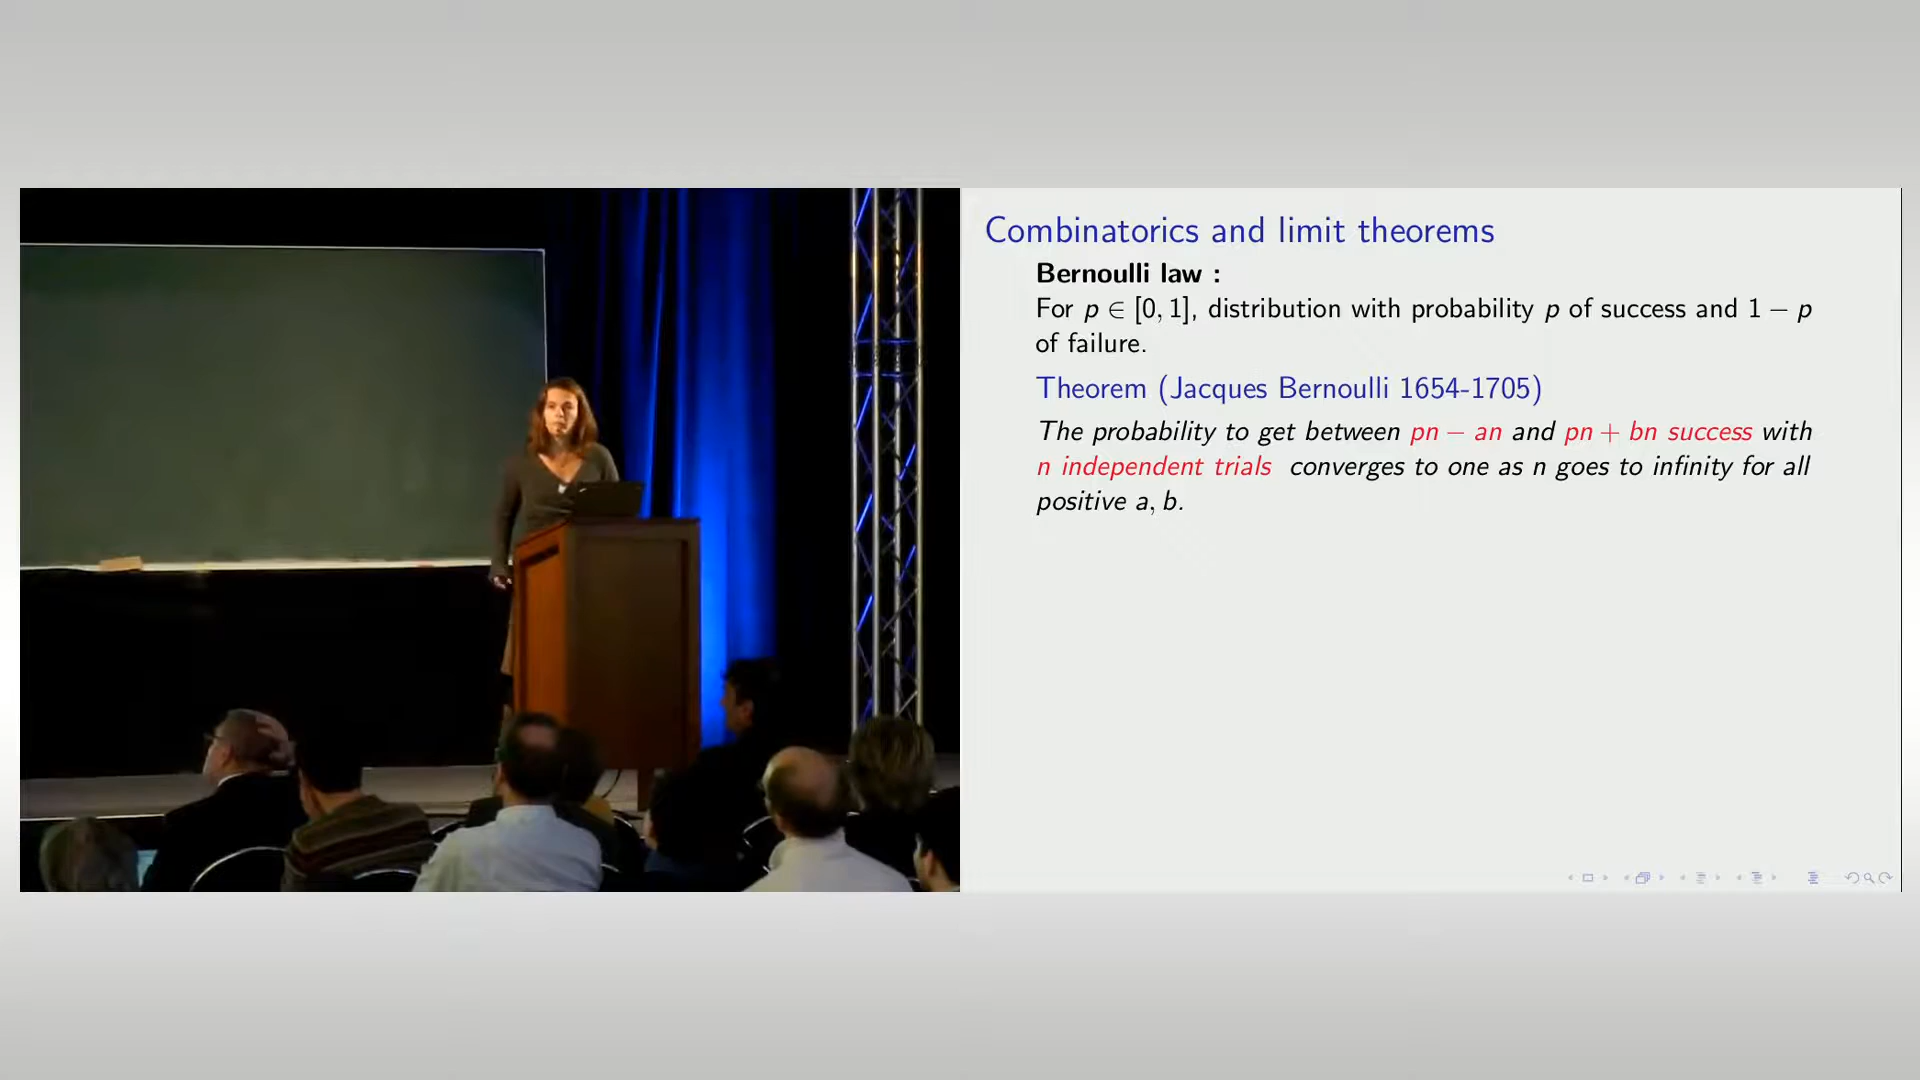 Combinatorics and limit theorems
Bernoulli law :
For p ∈ [0, 1], distribution with probability p of success and 1 − p
of failure.
Theorem (Jacques Bernoulli 1654-1705)
The probability to get between pn − an and pn + bn success with
n independent trials converges to one as n goes to infinity for all
positive a, b.